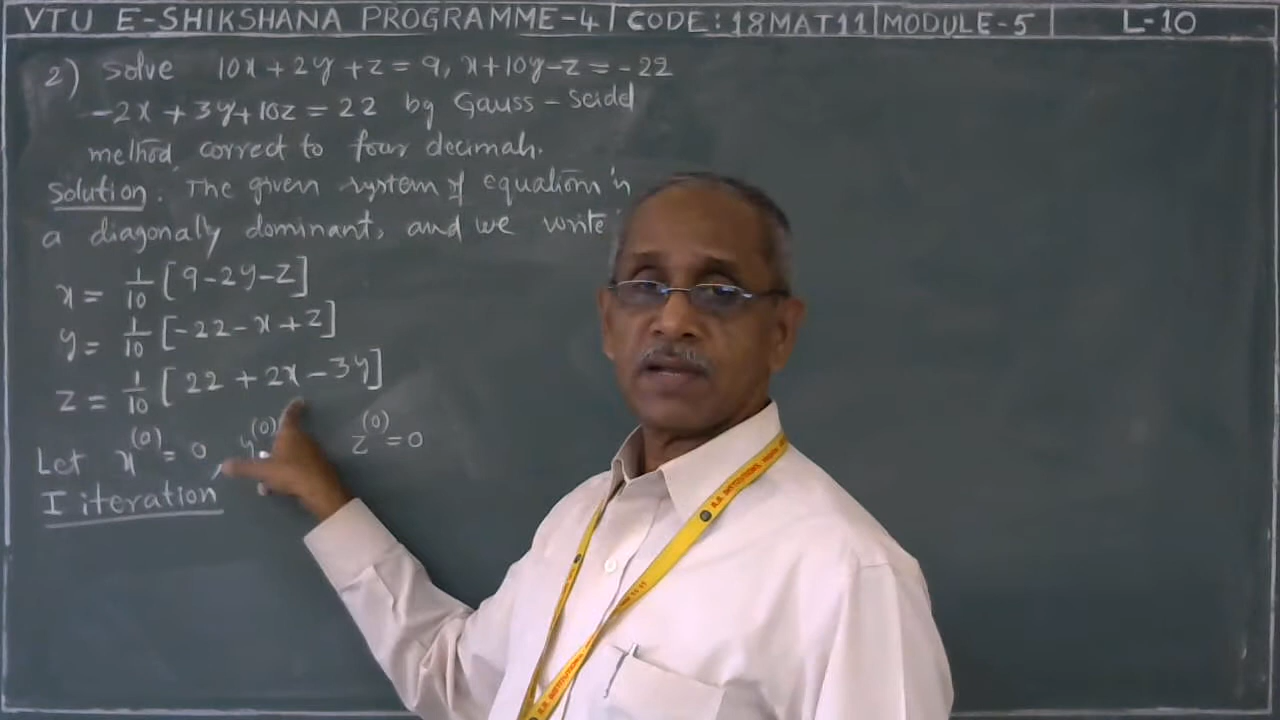 VTU E-SHIKSHANA PROGRAMME-4 | CODE: 18MAT11 | MODULE-5 | L-10
2) Solve 10x+2y+z=9, x+10y-z=-22
-2x+3y+10z=22 by Gauss-Seidel
method correct to four decimals.
Solution: The given system of equations is
a diagonally dominant, and we write
x = 1/10 [9-2y-z]
y = 1/10 [-22-x+z]
z = 1/10 [22+2x-3y]
Let x^(0) = 0, y^(0) z^(0) = 0
I iteration,